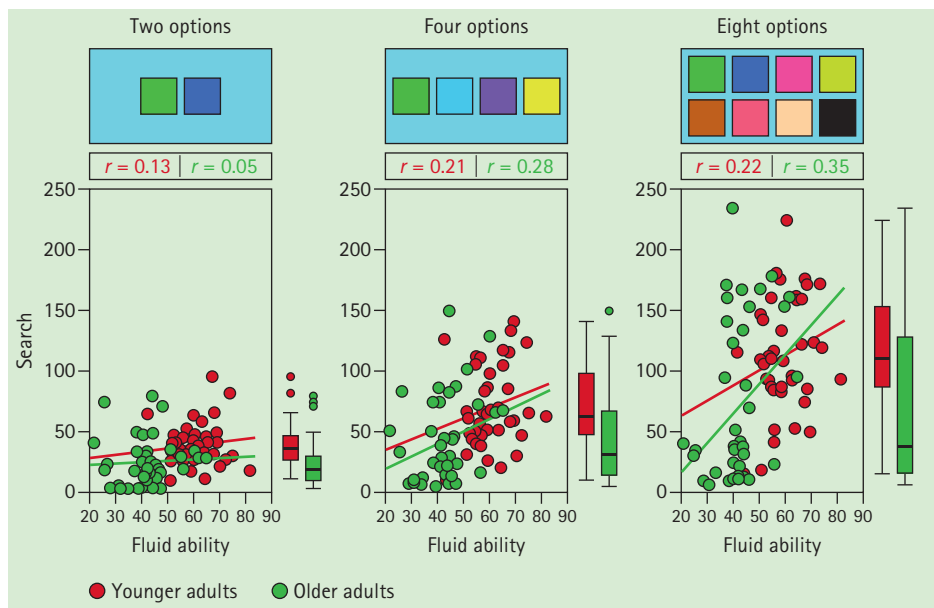 Two options
Four options
Eight options
r = 0.13 | r = 0.05
r = 0.21 | r = 0.28
r = 0.22 | r = 0.35
250
200
150
100
50
0
Search
20 30 40 50 60 70 80 90
Fluid ability
250
200
150
100
50
0
20 30 40 50 60 70 80 90
Fluid ability
250
200
150
100
50
0
20 30 40 50 60 70 80 90
Fluid ability
Younger adults
Older adults